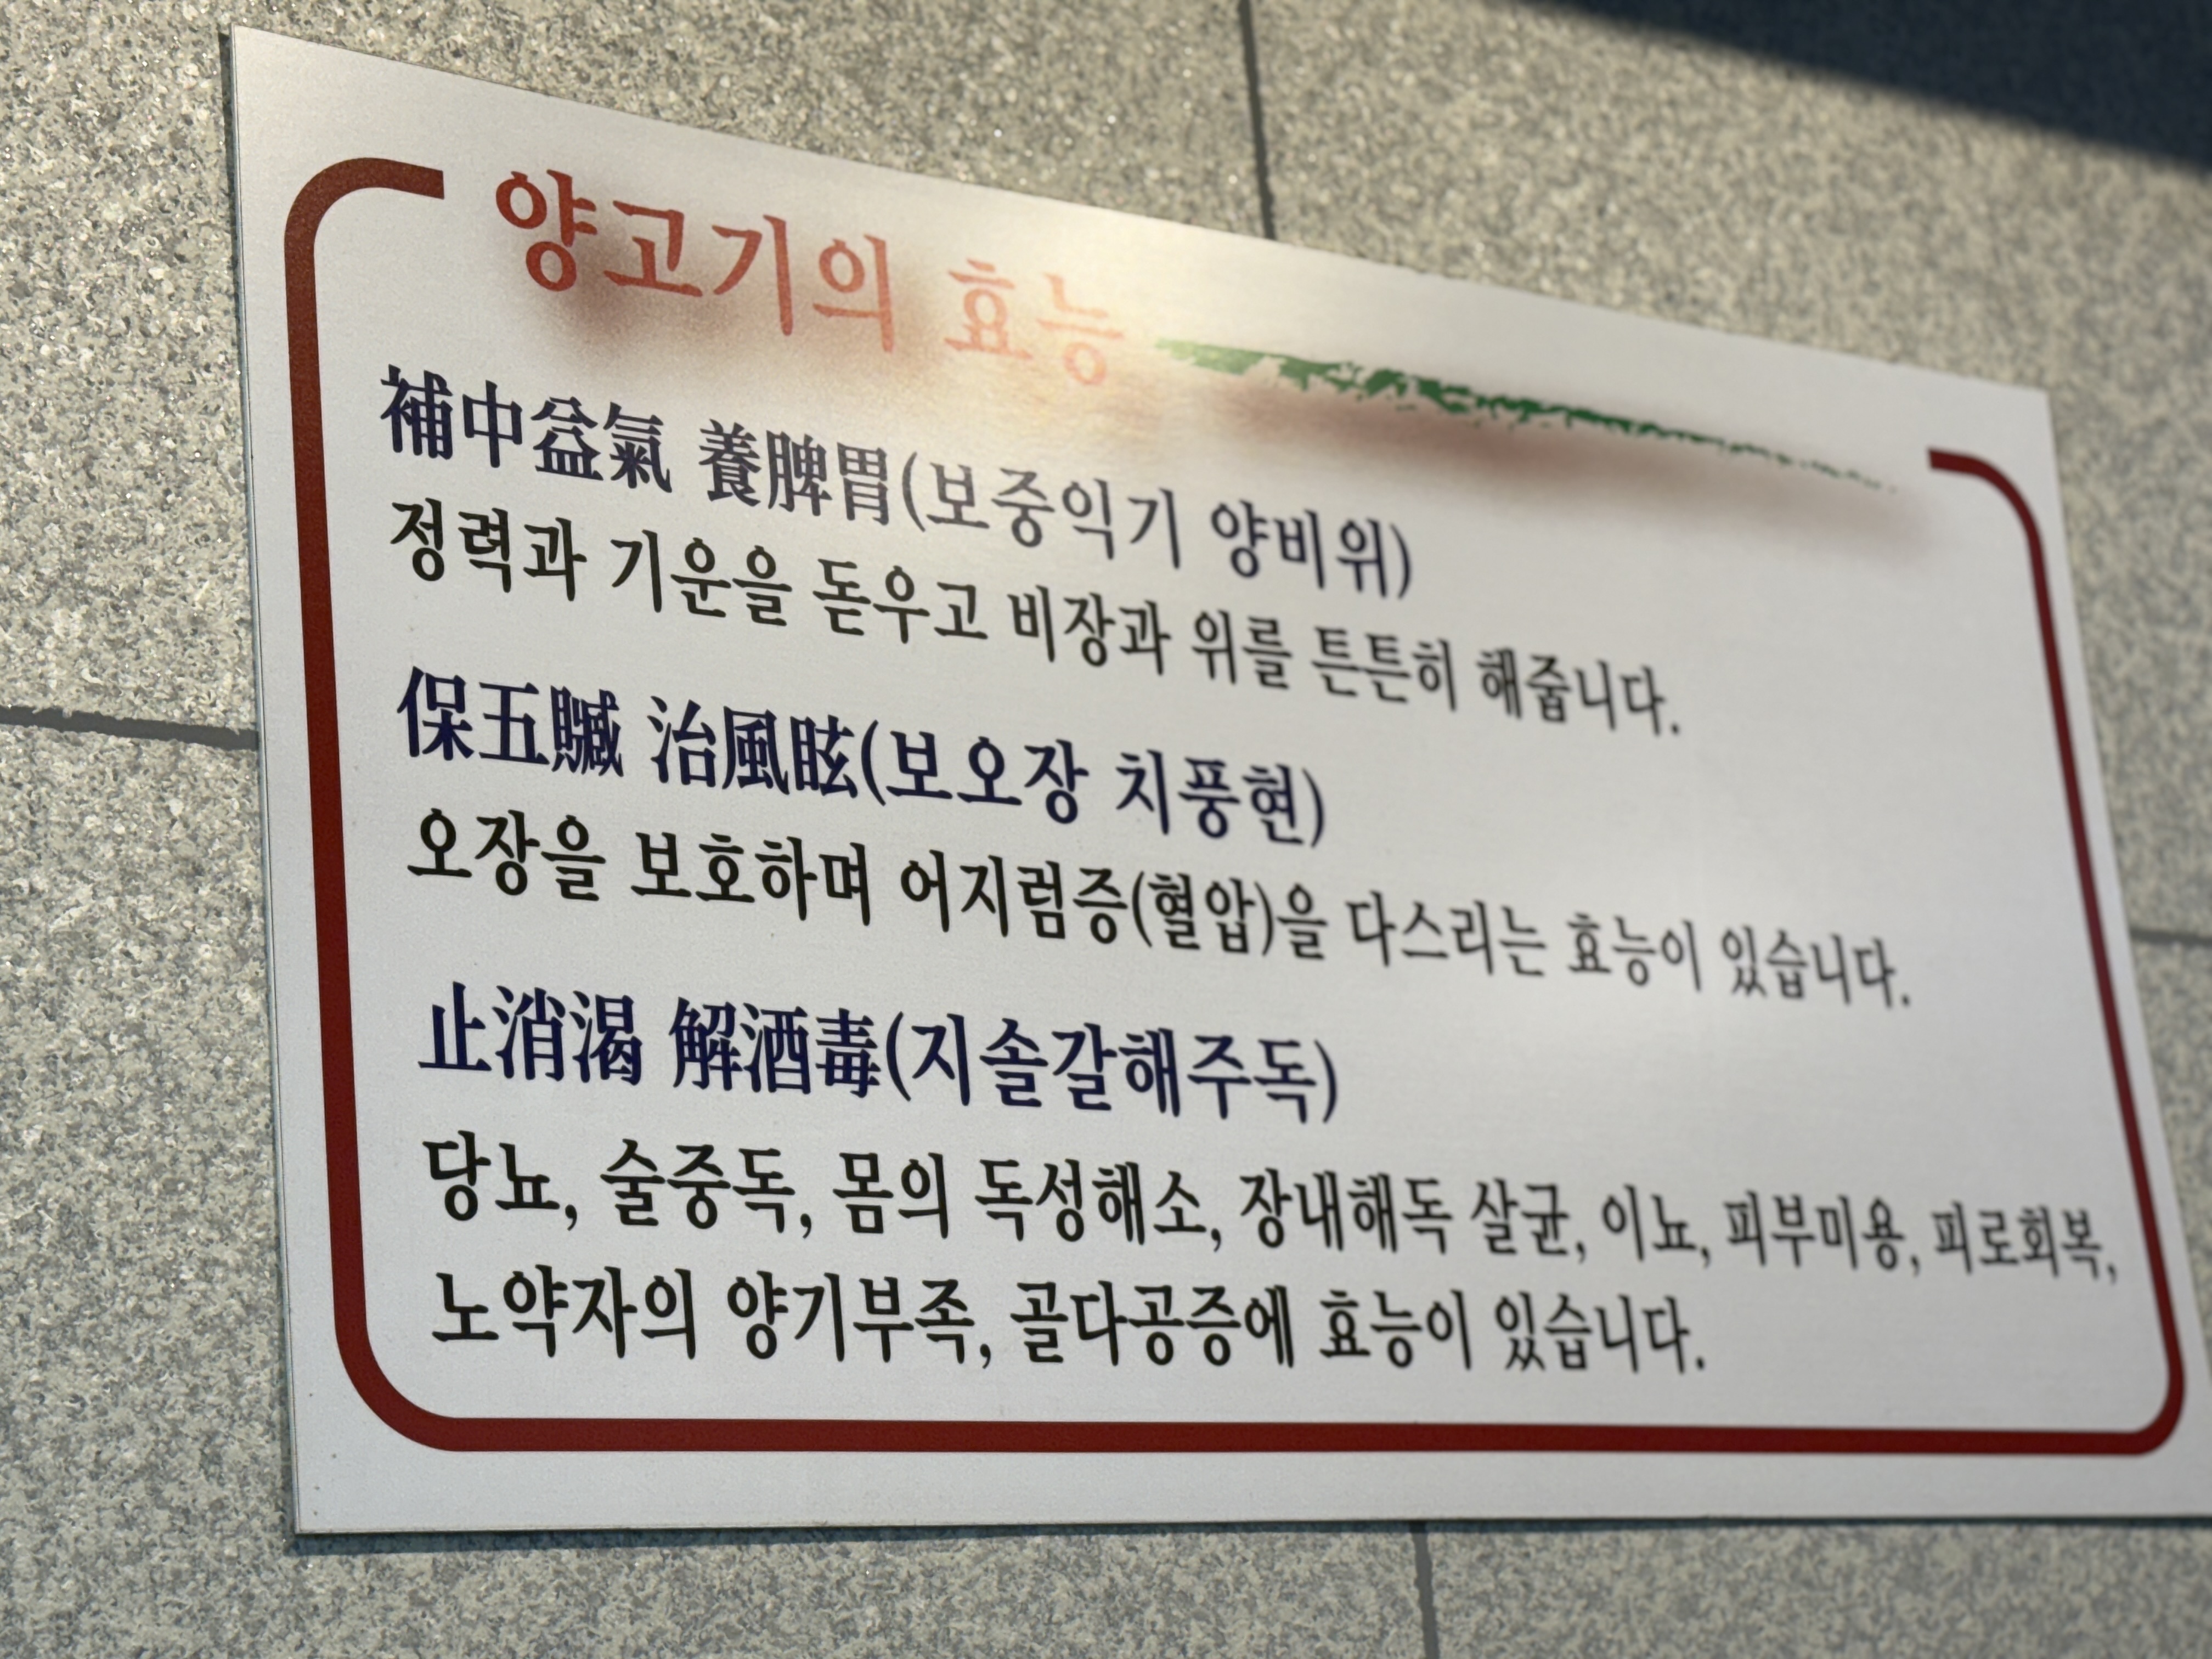 양고기의 효능
補中益氣 養脾胃(보중익기 양비위)
정력과 기운을 돋우고 비장과 위를 튼튼히 해줍니다.
保五贓 治風眩(보오장 치풍현)
오장을 보호하며 어지럼증(혈압)을 다스리는 효능이 있습니다.
止消渴 解酒毒(지솔갈해주독)
당뇨, 술중독, 몸의 독성해소, 장내해독 살균, 이뇨, 피부미용, 피로회복,
노약자의 양기부족, 골다공증에 효능이 있습니다.